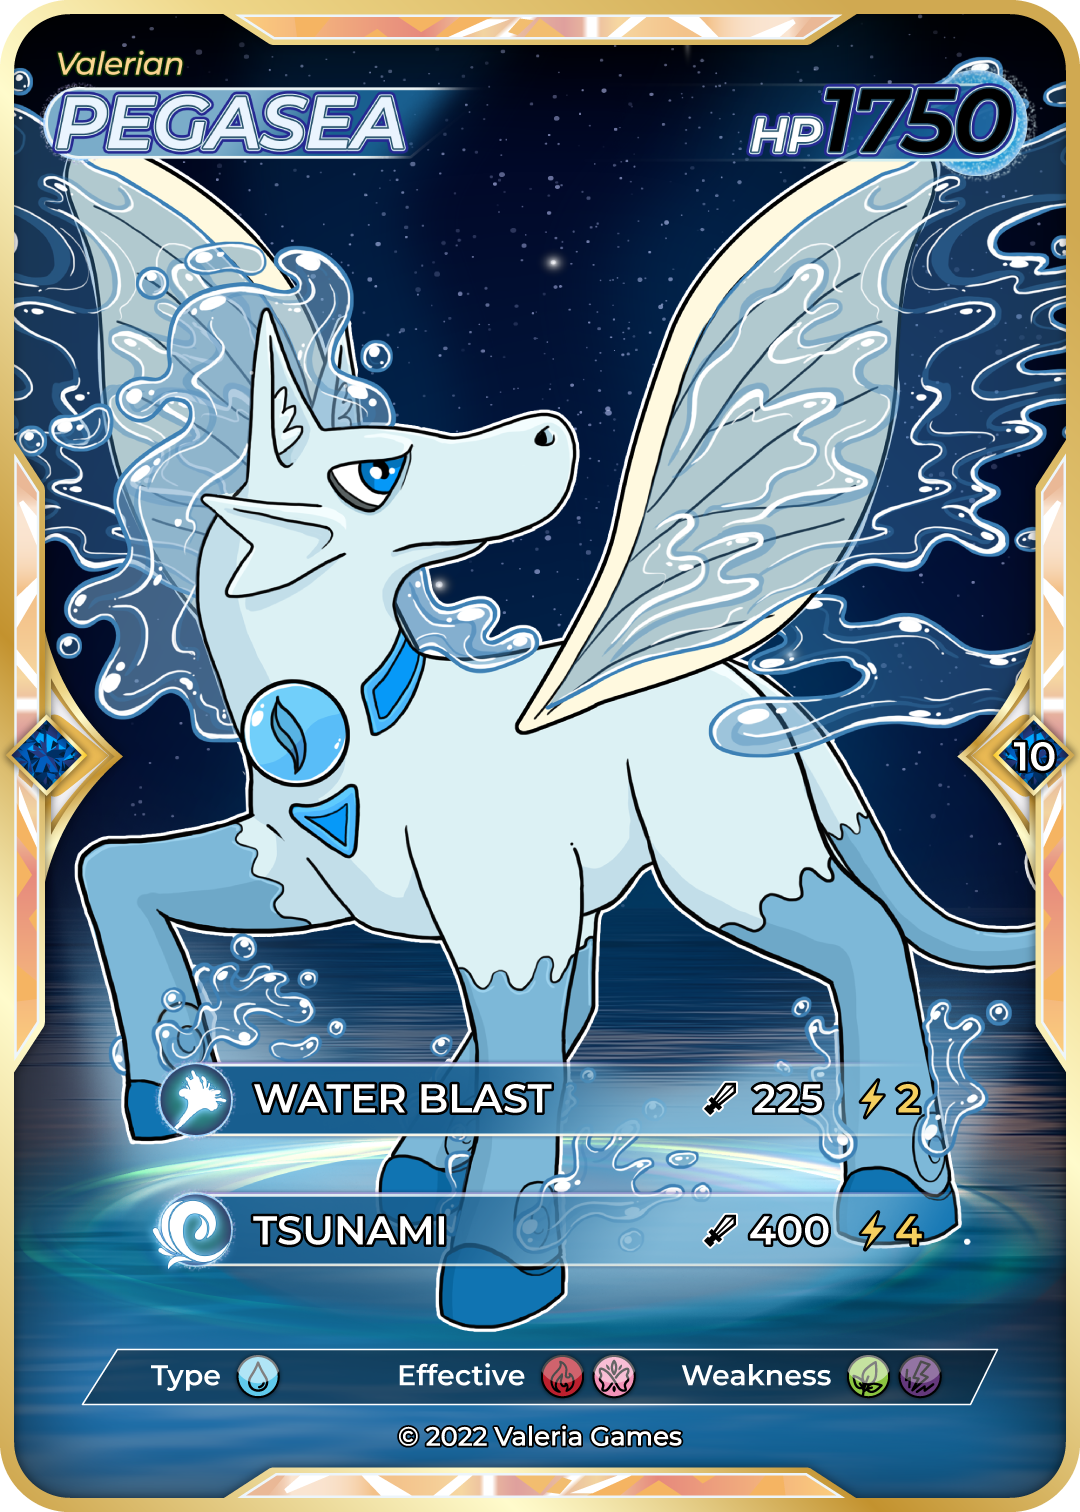 Valerian
PEGASEA
HP1750
10
WATER BLAST 225 2
TSUNAMI 400 4
Type Effective Weakness
© 2022 Valeria Games